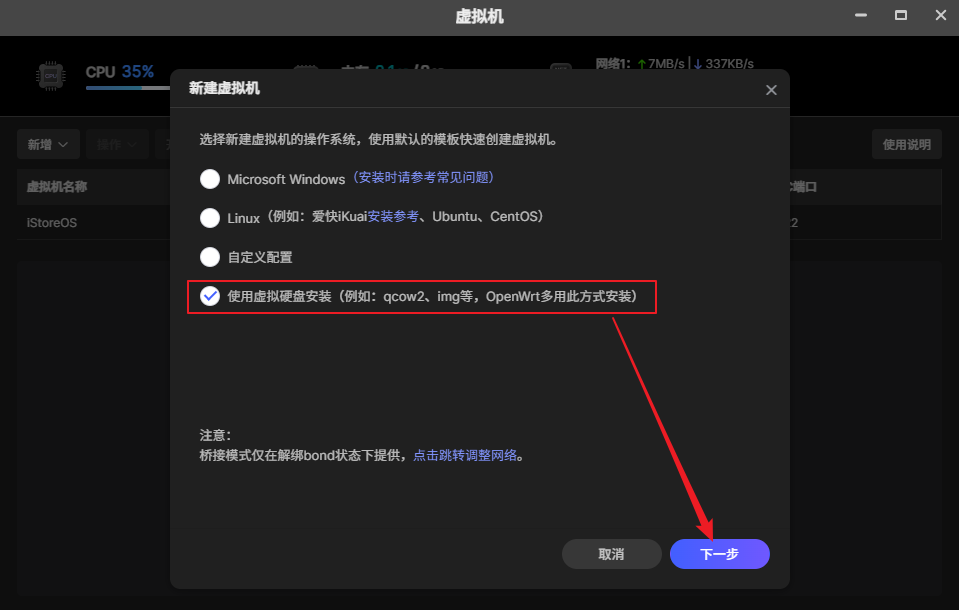 虚拟机
CPU 35%
网络1: ↑7MB/s | ↓337KB/s
新建虚拟机
新增
操作
使用说明
虚拟机名称
端口
iStoreOS
选择新建虚拟机的操作系统，使用默认的模板快速创建虚拟机。
Microsoft Windows（安装时请参考常见问题）
Linux（例如：爱快iKuai安装参考、Ubuntu、CentOS）
自定义配置
使用虚拟硬盘安装（例如：qcow2、img等，OpenWrt多用此方式安装）
注意：
桥接模式仅在解绑bond状态下提供，点击跳转调整网络。
取消
下一步